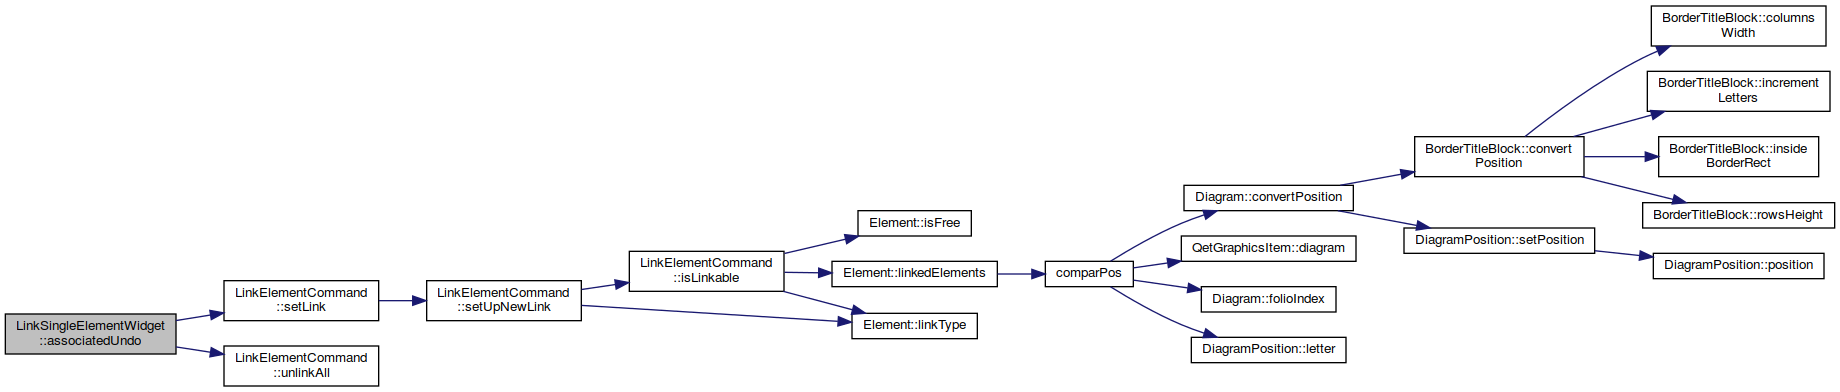 LinkSingleElementWidget
::associatedUndo
LinkElementCommand
::setLink
LinkElementCommand
::unlinkAll
LinkElementCommand
::setUpNewLink
LinkElementCommand
::isLinkable
Element::isFree
Element::linkedElements
Element::linkType
comparPos
Diagram::convertPosition
QetGraphicsItem::diagram
Diagram::folioIndex
DiagramPosition::letter
BorderTitleBlock::convert
Position
DiagramPosition::setPosition
BorderTitleBlock::columns
Width
BorderTitleBlock::increment
Letters
BorderTitleBlock::inside
BorderRect
BorderTitleBlock::rowsHeight
DiagramPosition::position